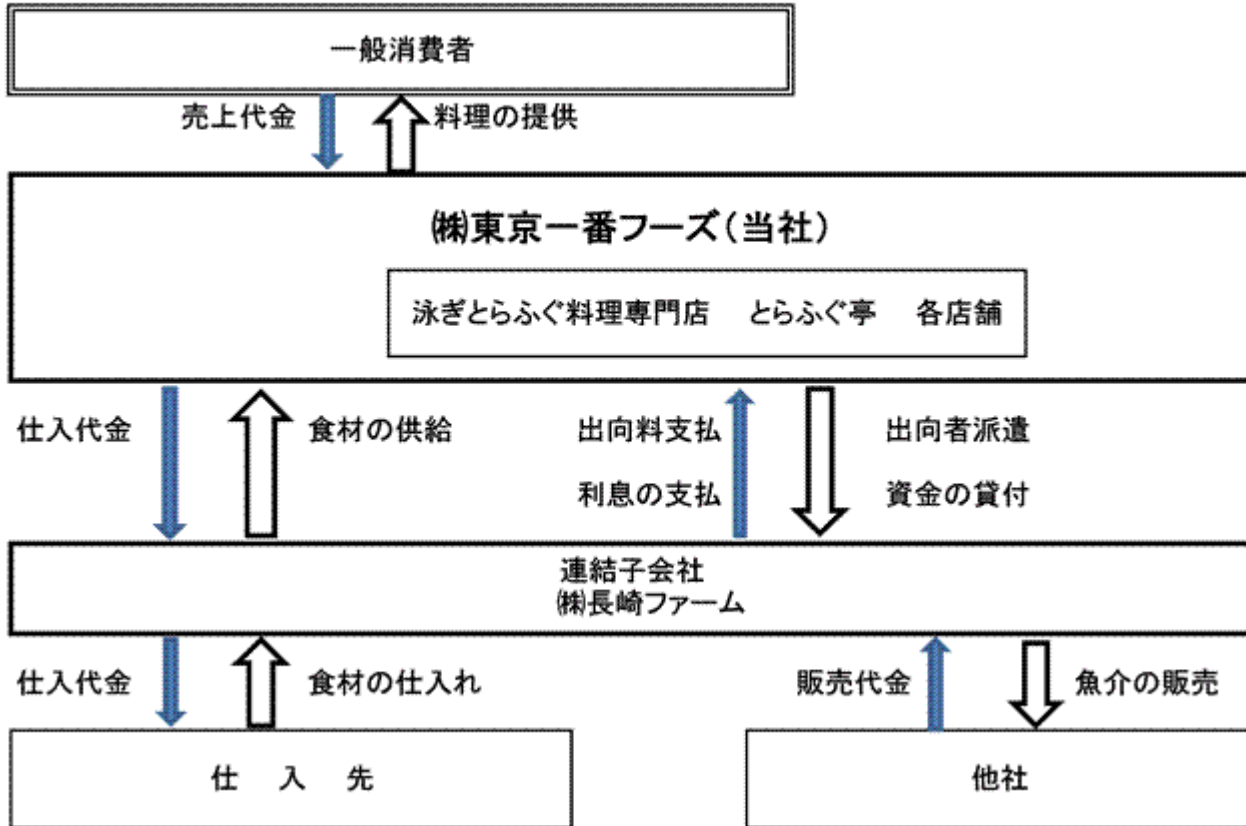 一般消費者
売上代金 料理の提供
㈱東京一番フーズ(当社)
泳ぎとらふぐ料理専門店 とらふぐ亭 各店舗
仕入代金 食材の供給 出向料支払 出向者派遣
利息の支払 資金の貸付
連結子会社
㈱長崎ファーム
仕入代金 食材の仕入れ 販売代金 魚介の販売
仕 入 先 他社